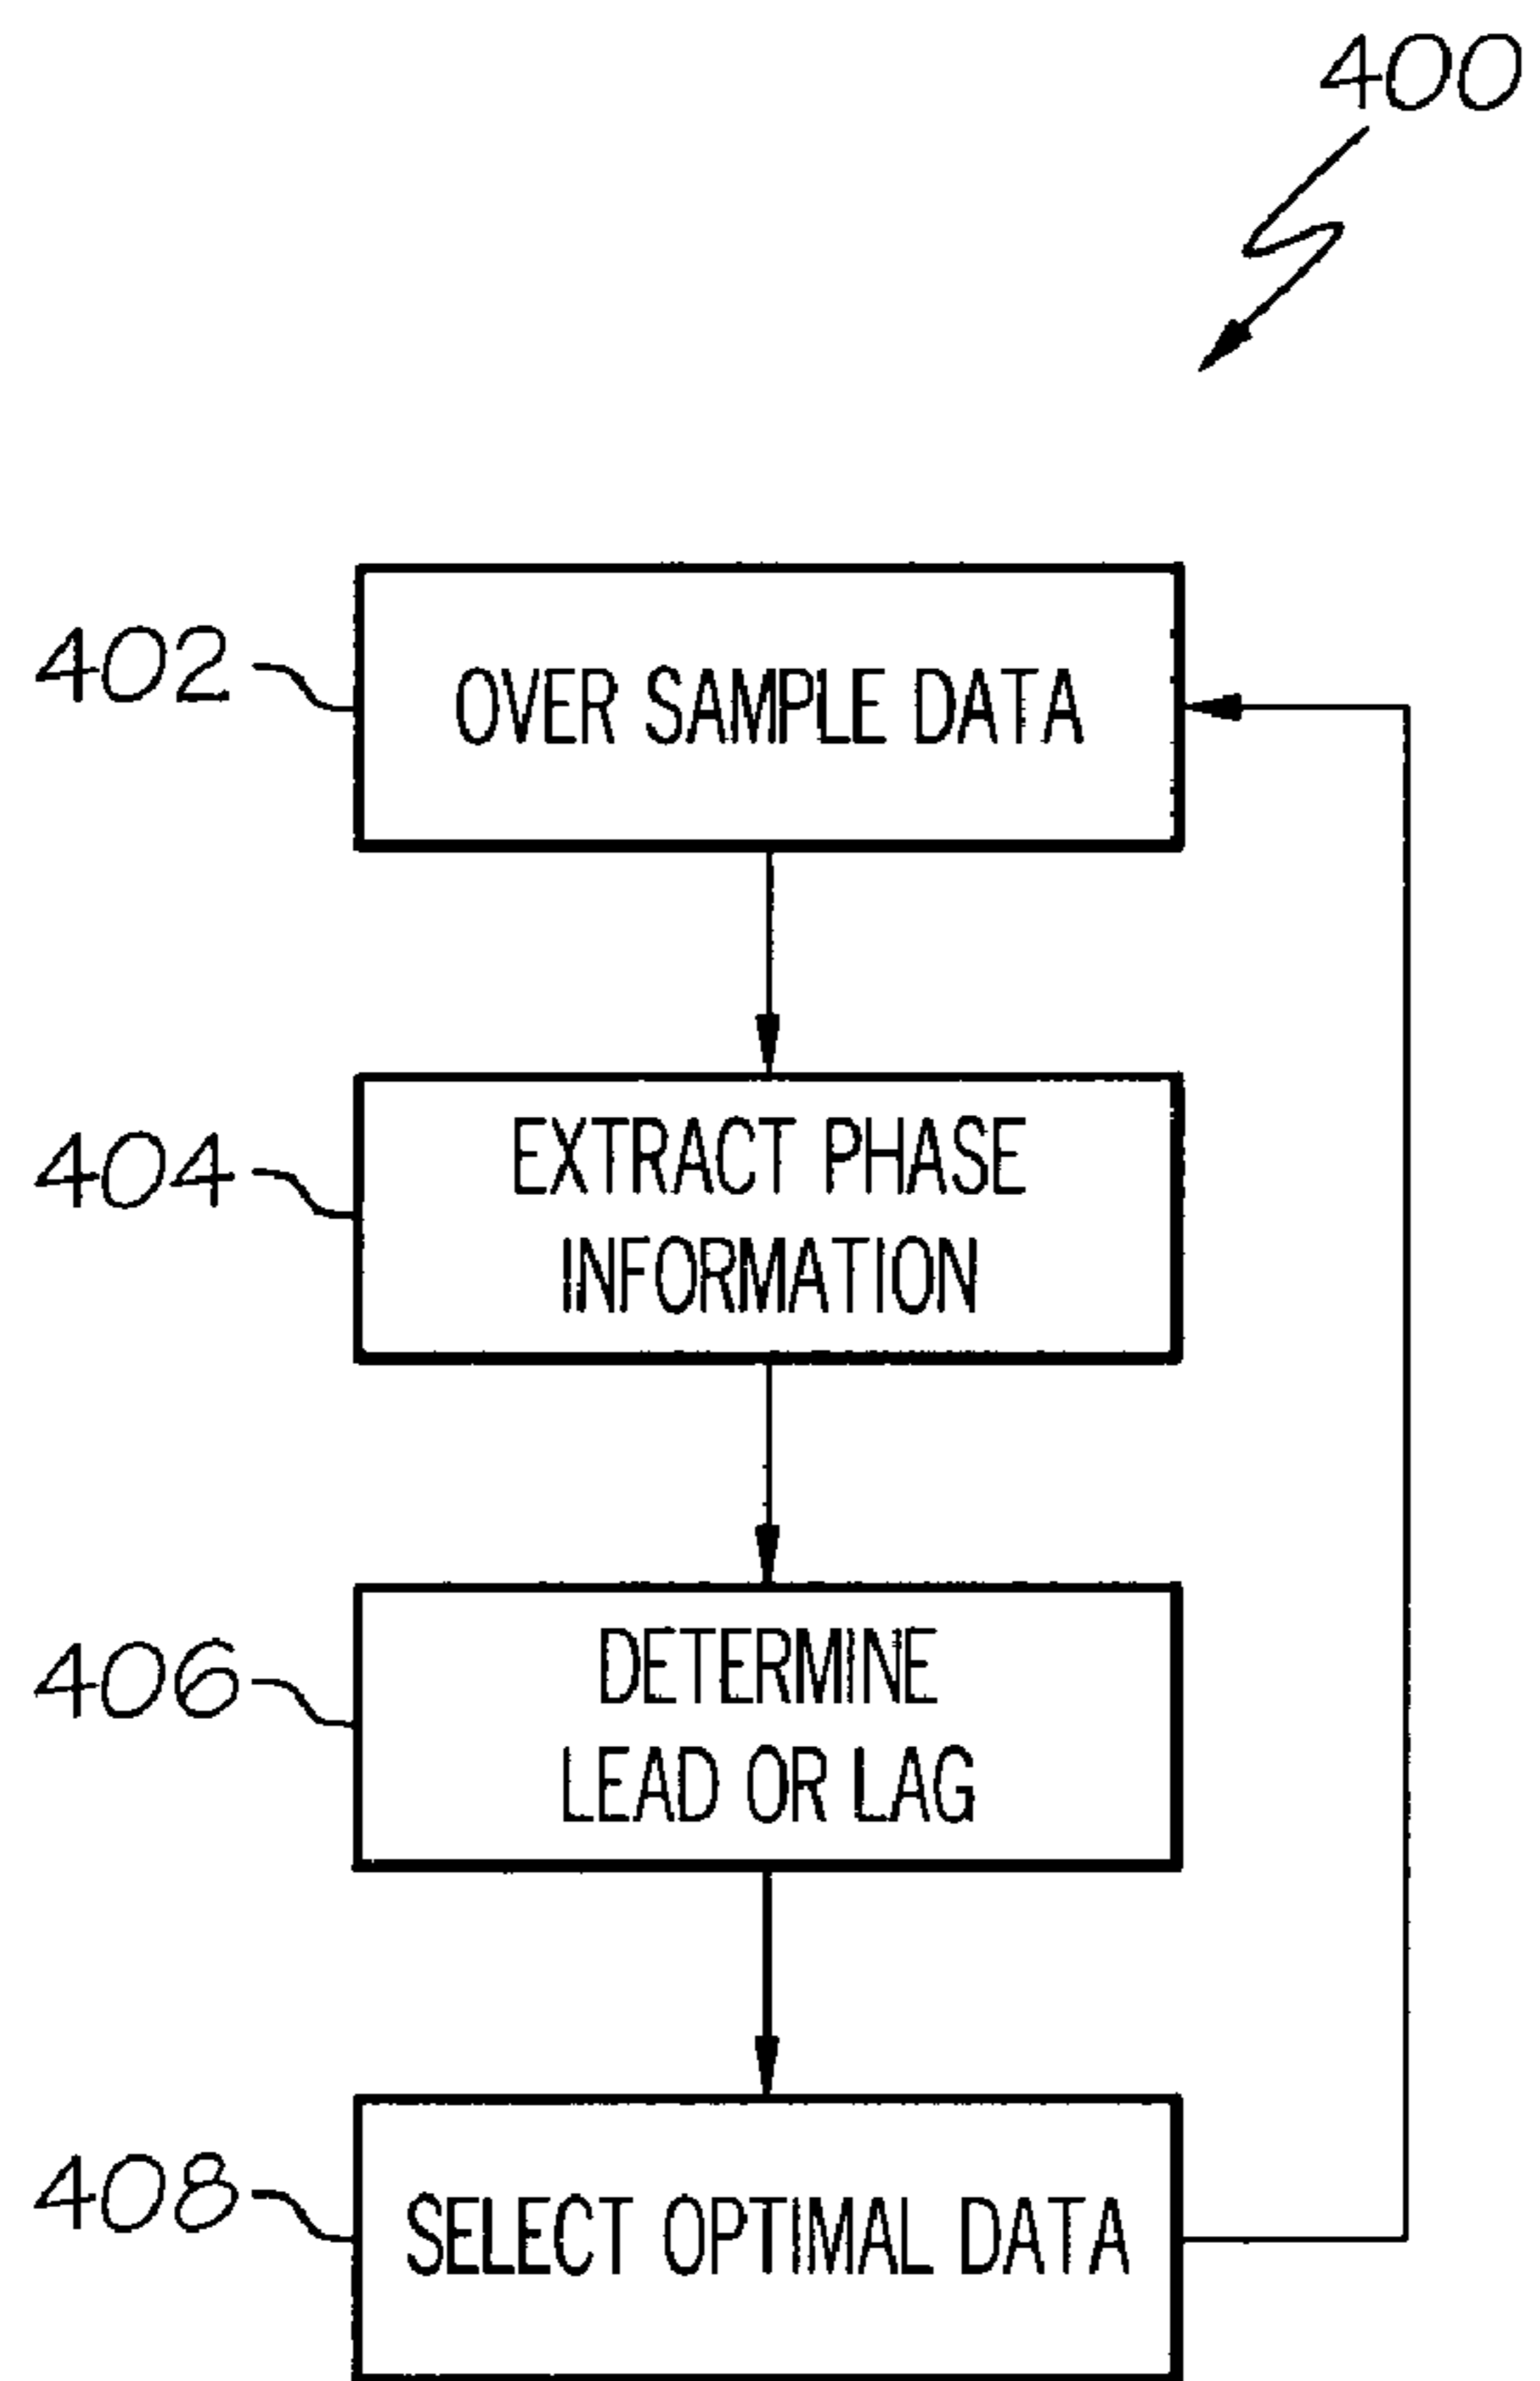 400
402
OVER SAMPLE DATA
404
EXTRACT PHASE
INFORMATION
406
DETERMINE
LEAD OR LAG
408
SELECT OPTIMAL DATA